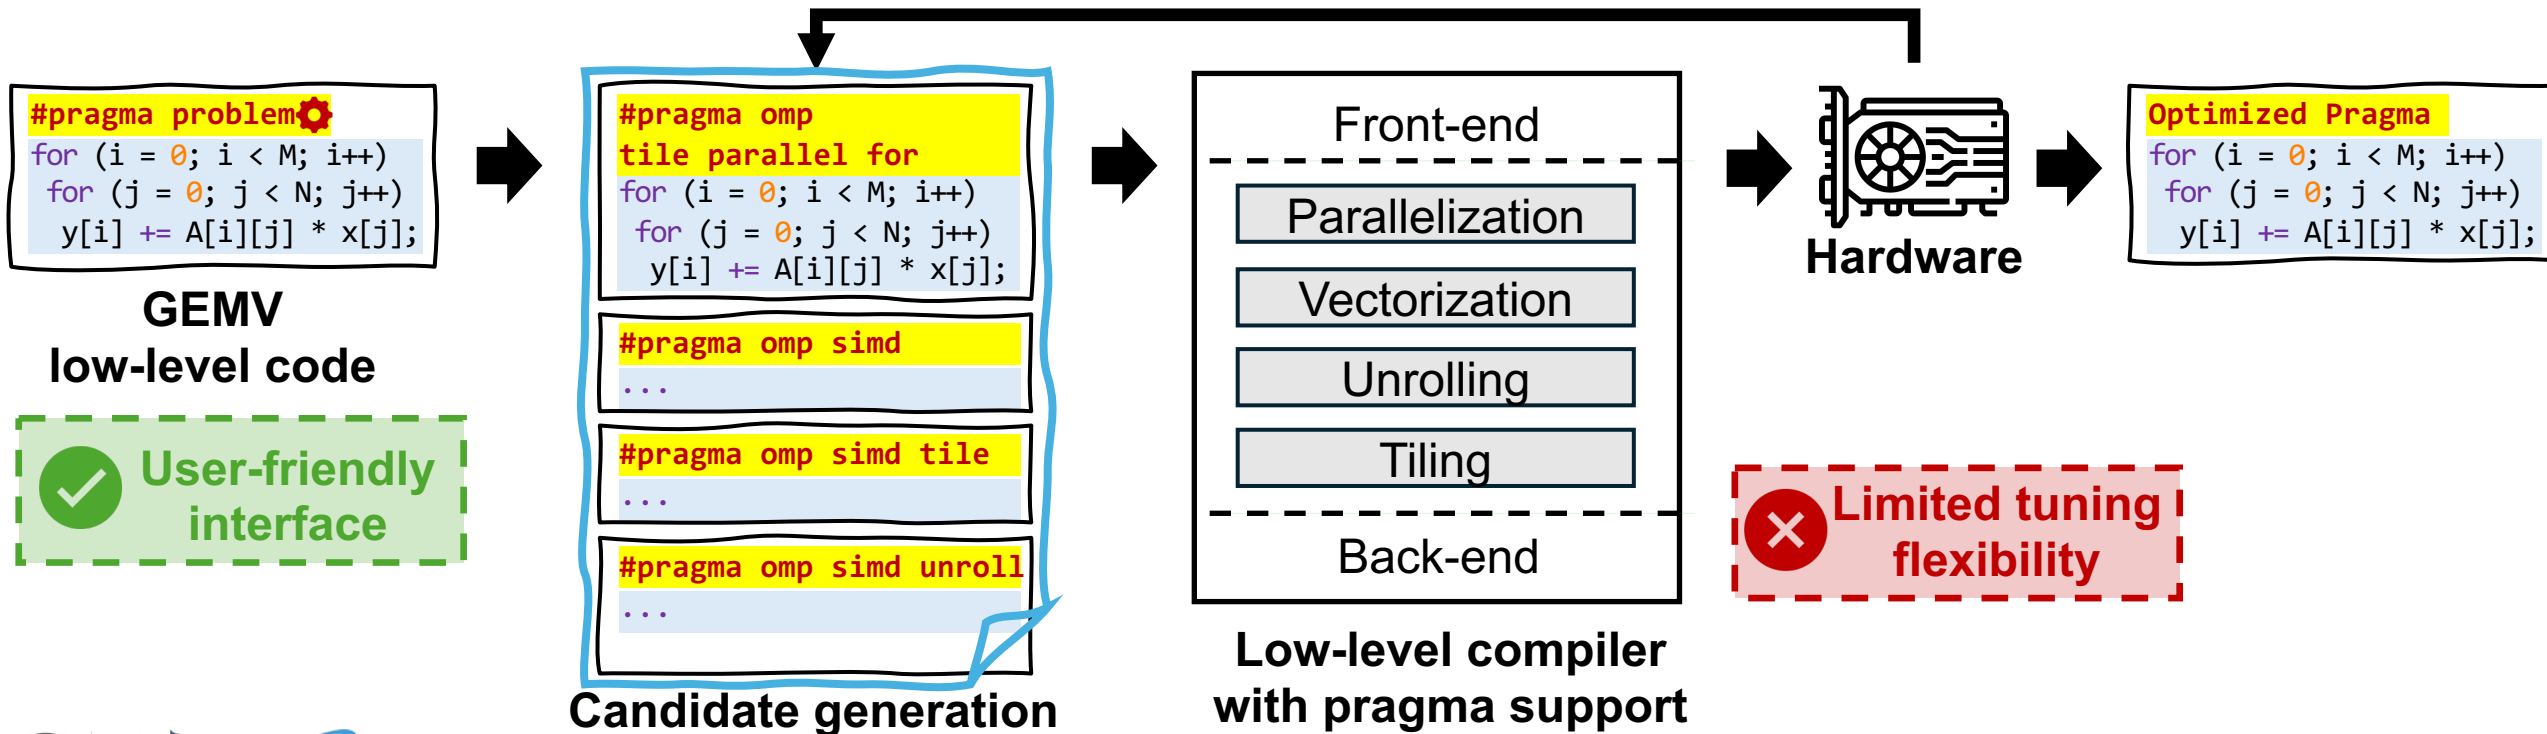 #pragma problem
for (i = 0; i < M; i++)
for (j = 0; j < N; j++)
y[i] += A[i][j] * x[j];
GEMV
low-level code
User-friendly
interface
#pragma omp
tile parallel for
for (i = 0; i < M; i++)
for (j = 0; j < N; j++)
y[i] += A[i][j] * x[j];
#pragma omp simd
...
#pragma omp simd tile
...
#pragma omp simd unroll
...
Candidate generation
Front-end
Parallelization
Vectorization
Unrolling
Tiling
Back-end
Low-level compiler
with pragma support
Hardware
Limited tuning
flexibility
Optimized Pragma
for (i = 0; i < M; i++)
for (j = 0; j < N; j++)
y[i] += A[i][j] * x[j];